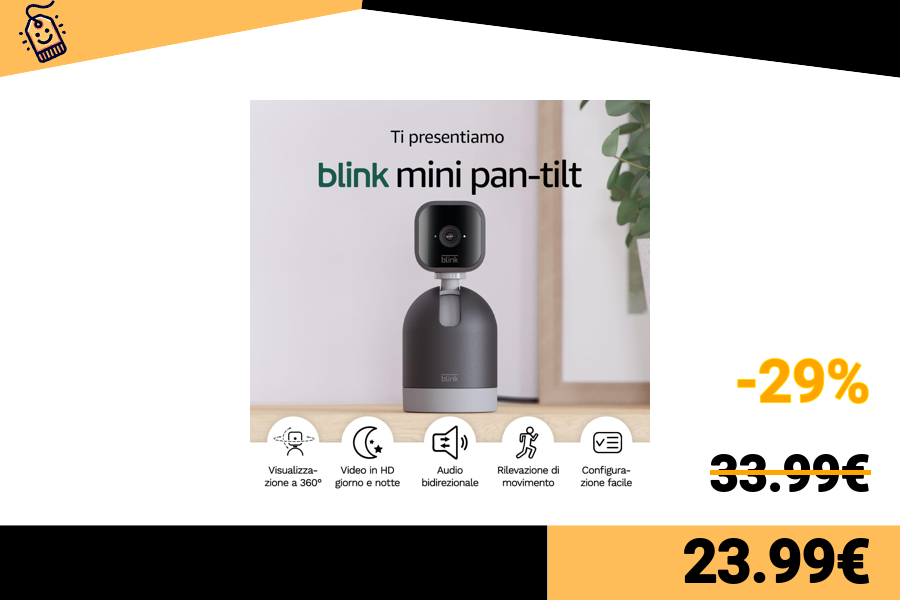 Ti presentiamo
blink mini pan-tilt
blink
blink
Visualizza-
zione a 360°
Video in HD
giorno e notte
Audio
bidirezionale
Rilevazione di
movimento
Configura-
zione facile
-29%
33.99€
23.99€